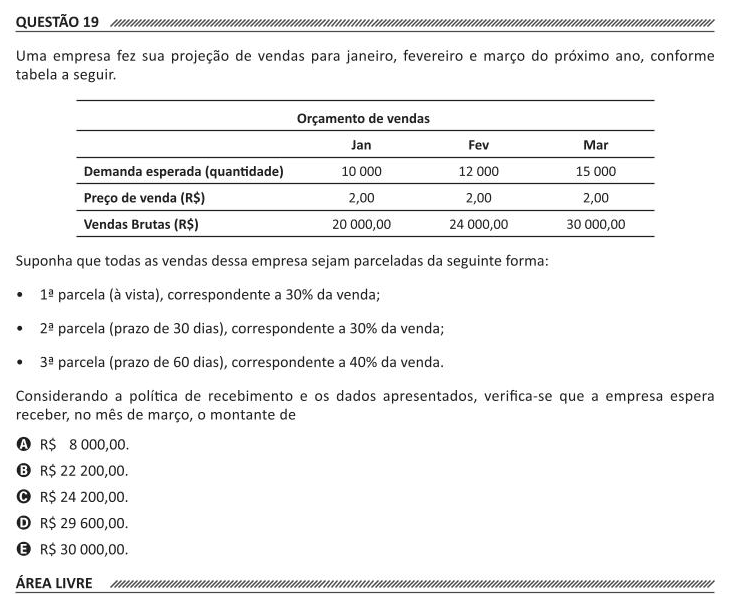 QUESTÃO 19
Uma empresa fez sua projeção de vendas para janeiro, fevereiro e março do próximo ano, conforme
tabela a seguir.
Orçamento de vendas
Jan Fev Mar
Demanda esperada (quantidade) 10 000 12 000 15 000
Preço de venda (R$) 2,00 2,00 2,00
Vendas Brutas (R$) 20 000,00 24 000,00 30 000,00
Suponha que todas as vendas dessa empresa sejam parceladas da seguinte forma:
• 1ª parcela (à vista), correspondente a 30% da venda;
• 2ª parcela (prazo de 30 dias), correspondente a 30% da venda;
• 3ª parcela (prazo de 60 dias), correspondente a 40% da venda.
Considerando a política de recebimento e os dados apresentados, verifica-se que a empresa espera
receber, no mês de março, o montante de
A R$ 8 000,00.
B R$ 22 200,00.
C R$ 24 200,00.
D R$ 29 600,00.
E R$ 30 000,00.
ÁREA LIVRE